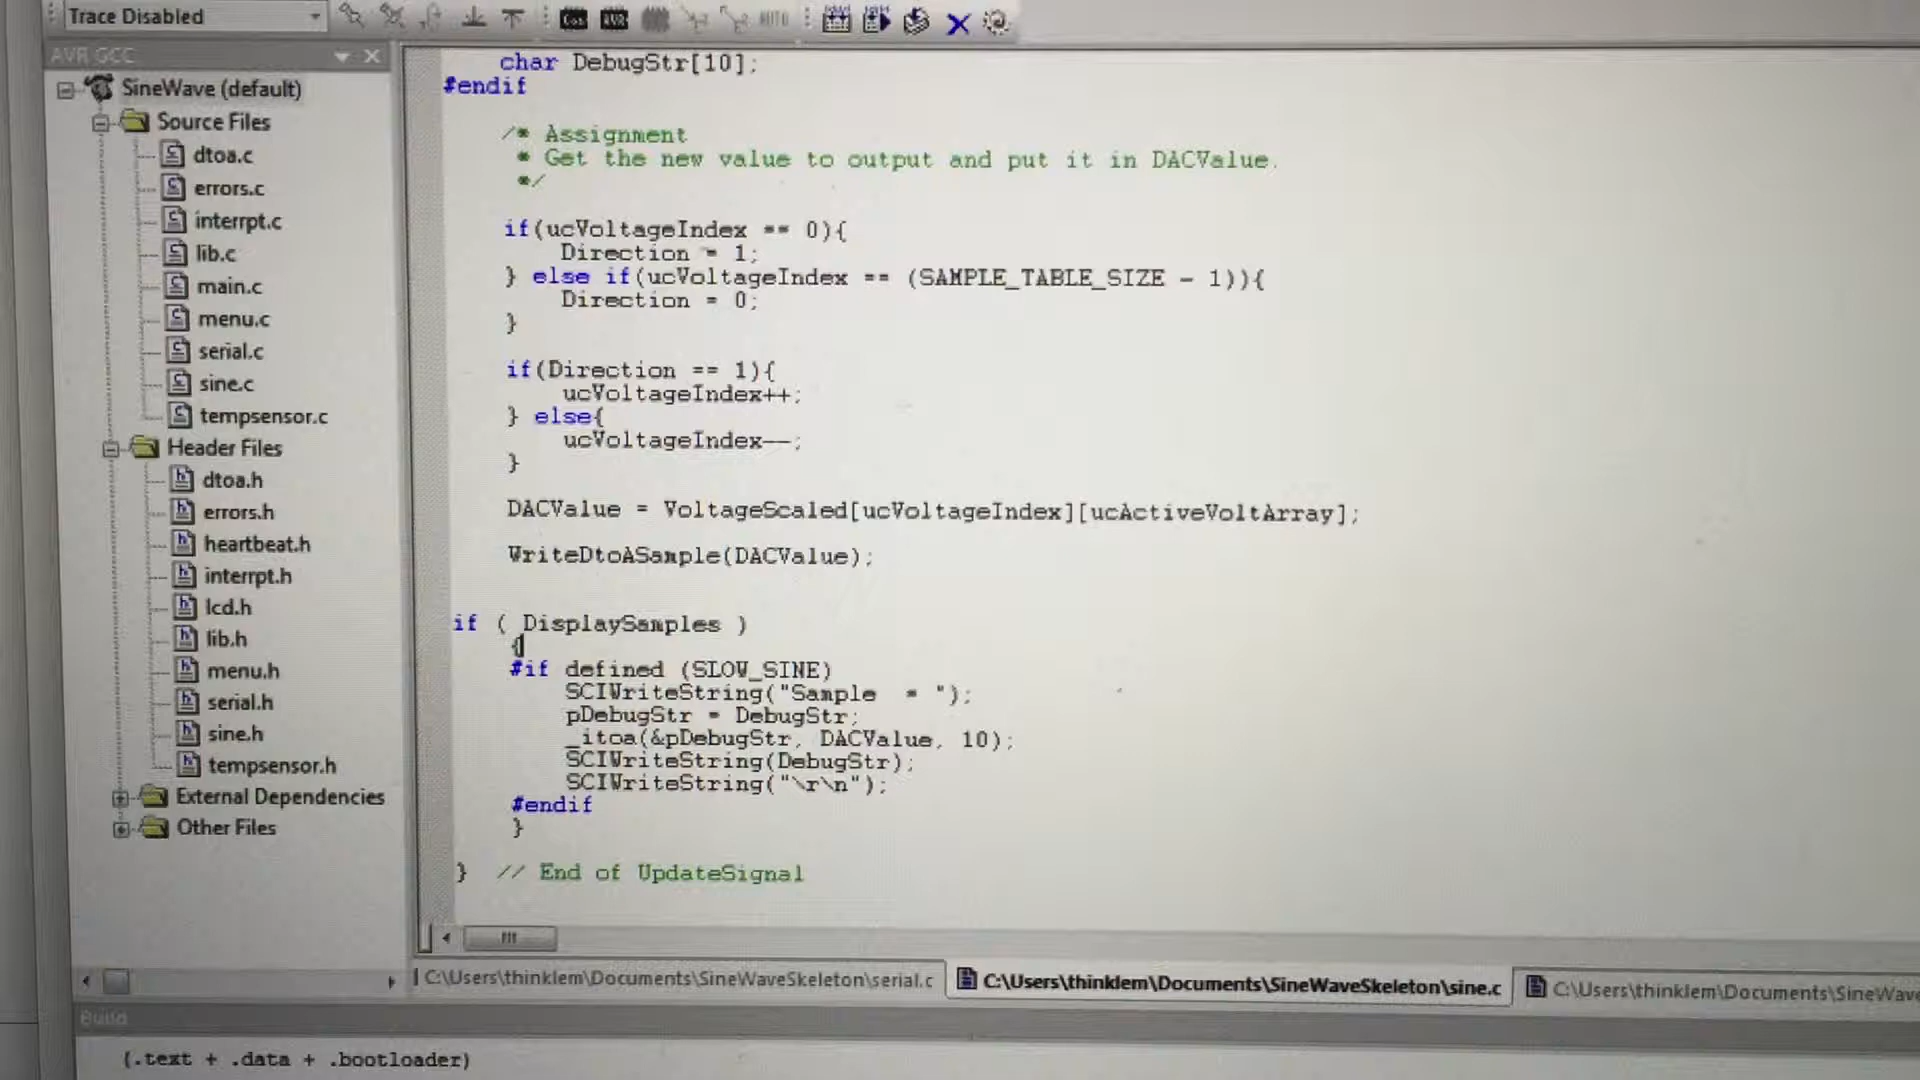 Trace Disabled
Con
AVR
AUTO
AVR GCC
SineWave (default)
Source Files
dtoa.c
errors.c
interrpt.c
lib.c
main.c
menu.c
serial.c
sine.c
tempsensor.c
Header Files
dtoa.h
errors.h
heartbeat.h
interrpt.h
lcd.h
lib.h
menu.h
serial.h
sine.h
tempsensor.h
External Dependencies
Other Files
char DebugStr[10];
#endif
/* Assignment
* Get the new value to output and put it in DACValue.
*/
if(ucVoltageIndex == 0){
Direction = 1;
} else if(ucVoltageIndex == (SAMPLE_TABLE_SIZE - 1)){
Direction = 0;
}
if(Direction == 1){
ucVoltageIndex++;
} else{
ucVoltageIndex--;
}
DACValue = VoltageScaled[ucVoltageIndex][ucActiveVoltArray];
WriteDtoASample(DACValue);
if ( DisplaySamples )
{
#if defined (SLOW_SINE)
SCIWriteString("Sample = ");
pDebugStr = DebugStr;
_itoa(&pDebugStr, DACValue, 10);
SCIWriteString(DebugStr);
SCIWriteString("\r\n");
#endif
}
} // End of UpdateSignal
C:\Users\thinklem\Documents\SineWaveSkeleton\serial.c
C:\Users\thinklem\Documents\SineWaveSkeleton\sine.c
C:\Users\thinklem\Documents\SineWave
Build
(.text + .data + .bootloader)